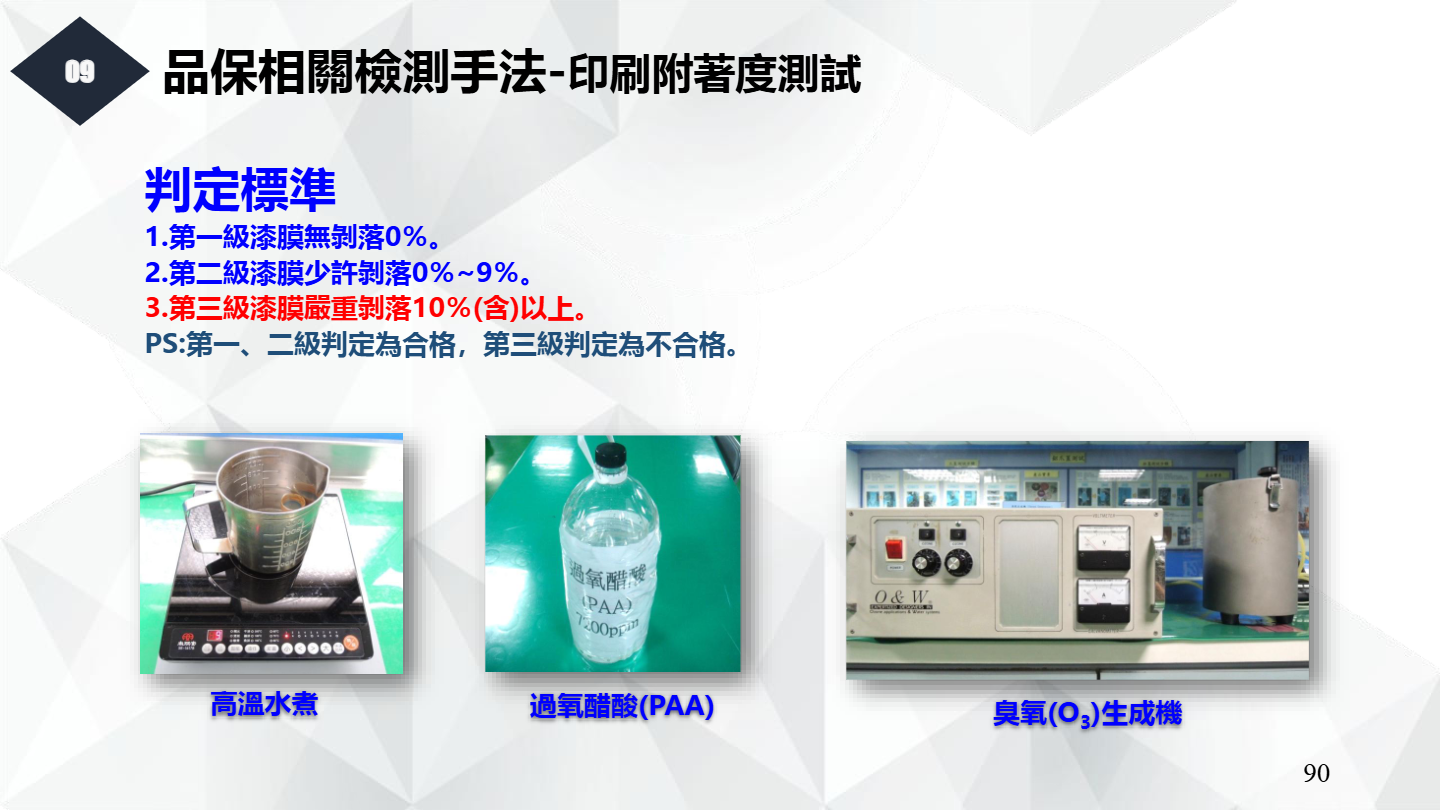 09
品保相關檢測手法-印刷附著度測試
判定標準
1.第一級漆膜無剝落0%。
2.第二級漆膜少許剝落0%~9%。
3.第三級漆膜嚴重剝落10%(含)以上。
PS:第一、二級判定為合格，第三級判定為不合格。
過氧醋酸
(PAA)
7200ppm
O & W
高溫水煮
過氧醋酸(PAA)
臭氧(O3)生成機
90